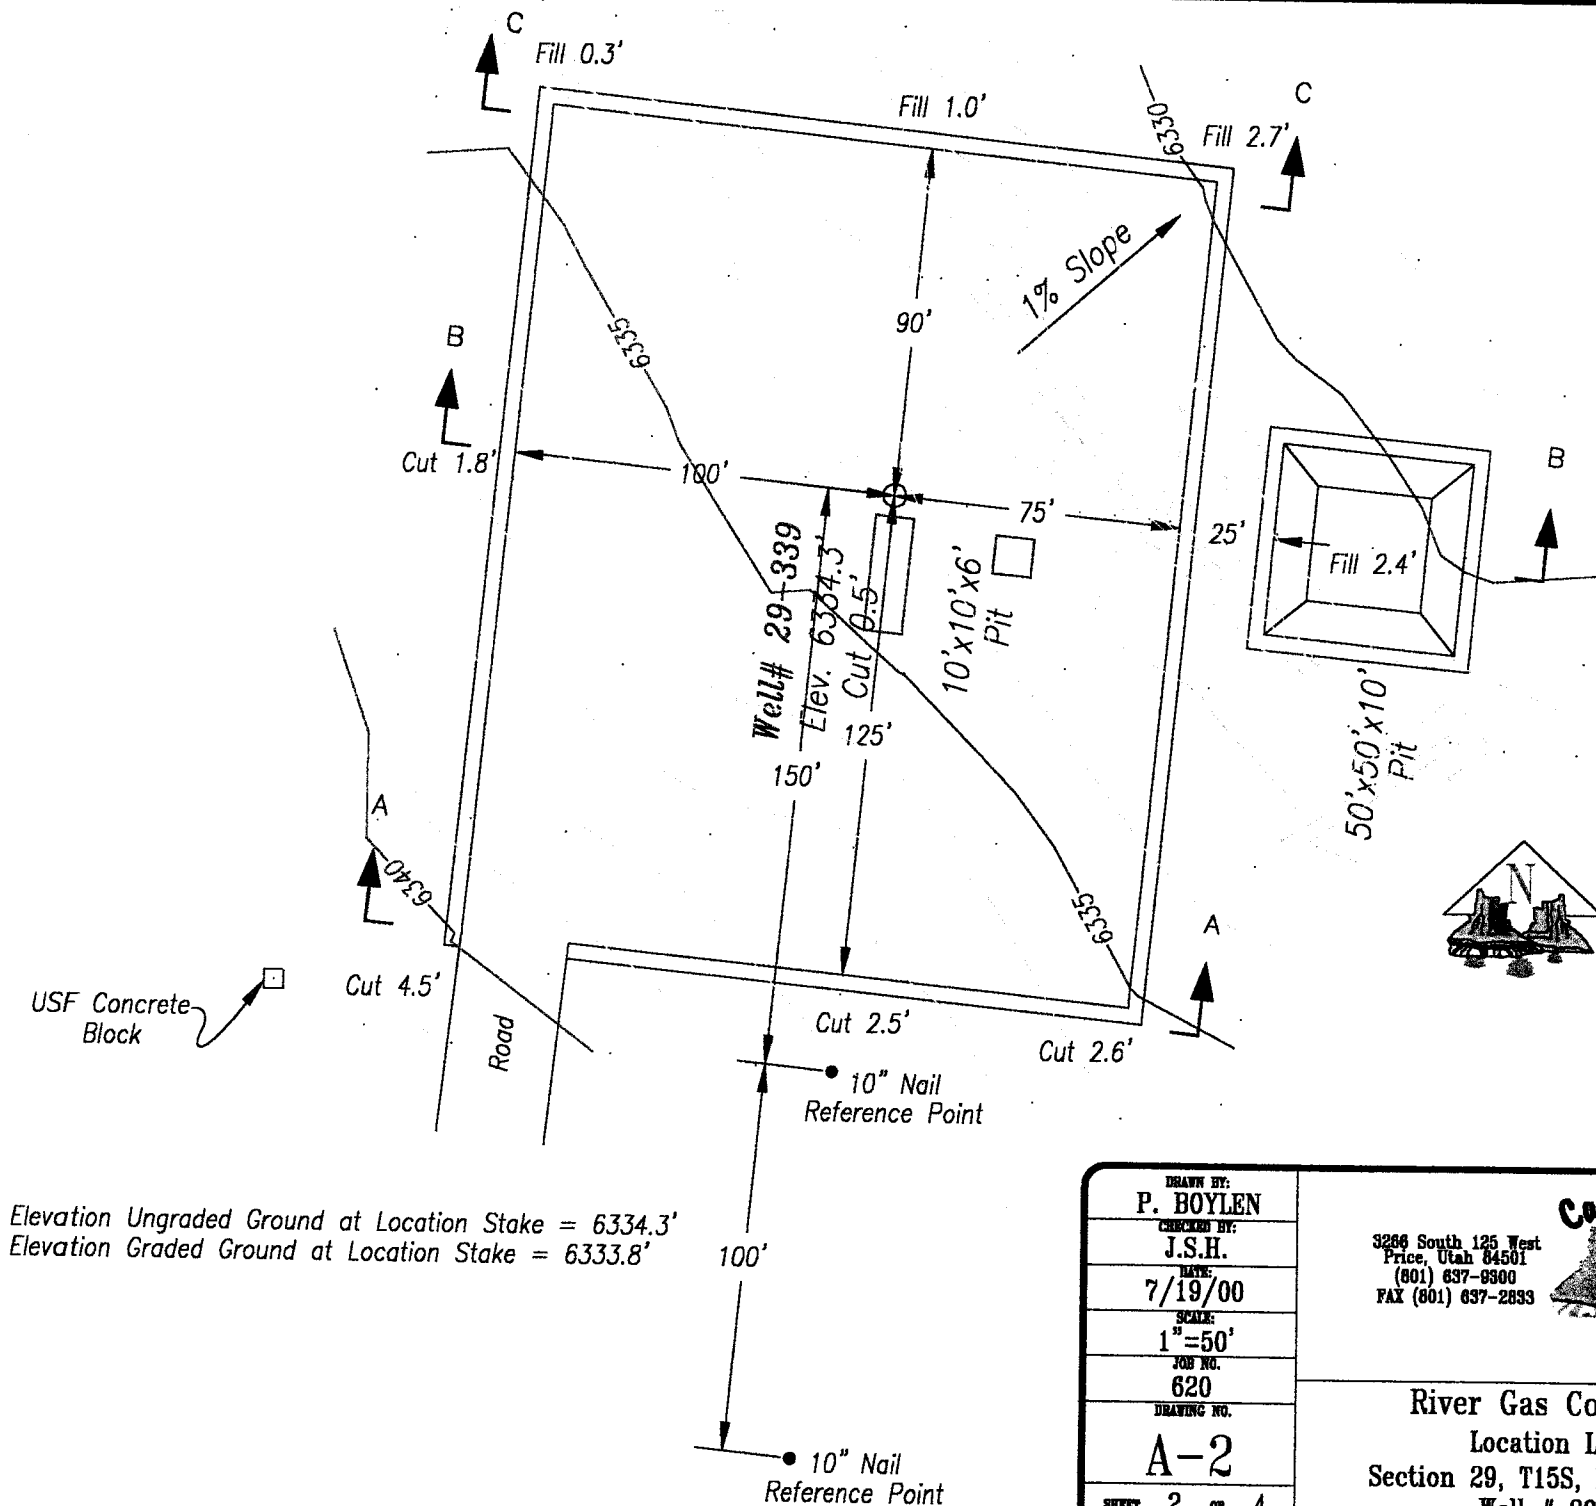 C
Fill 0.3'
Fill 1.0'
C
6330
Fill 2.7'
1% Slope
90'
6335
B
Cut 1.8'
100'
75'
25'
B
Fill 2.4'
Well# 29-339
Elev. 6334.3'
Cut 0.5'
10'x10'x6'
Pit
125'
150'
50'x50'x10'
Pit
A
6340
6335
A
N
USF Concrete
Block
Cut 4.5'
Road
Cut 2.5'
Cut 2.6'
10" Nail
Reference Point
Elevation Ungraded Ground at Location Stake = 6334.3'
Elevation Graded Ground at Location Stake = 6333.8'
100'
10" Nail
Reference Point
DRAWN BY:
P. BOYLEN
CHECKED BY:
J.S.H.
DATE:
7/19/00
SCALE:
1"=50'
JOB NO.
620
DRAWING NO.
A-2
SHEET 2 OF 4
3266 South 125 West
Price, Utah 84501
(801) 637-9300
FAX (801) 637-2833
River Gas Co
Location L
Section 29, T15S,